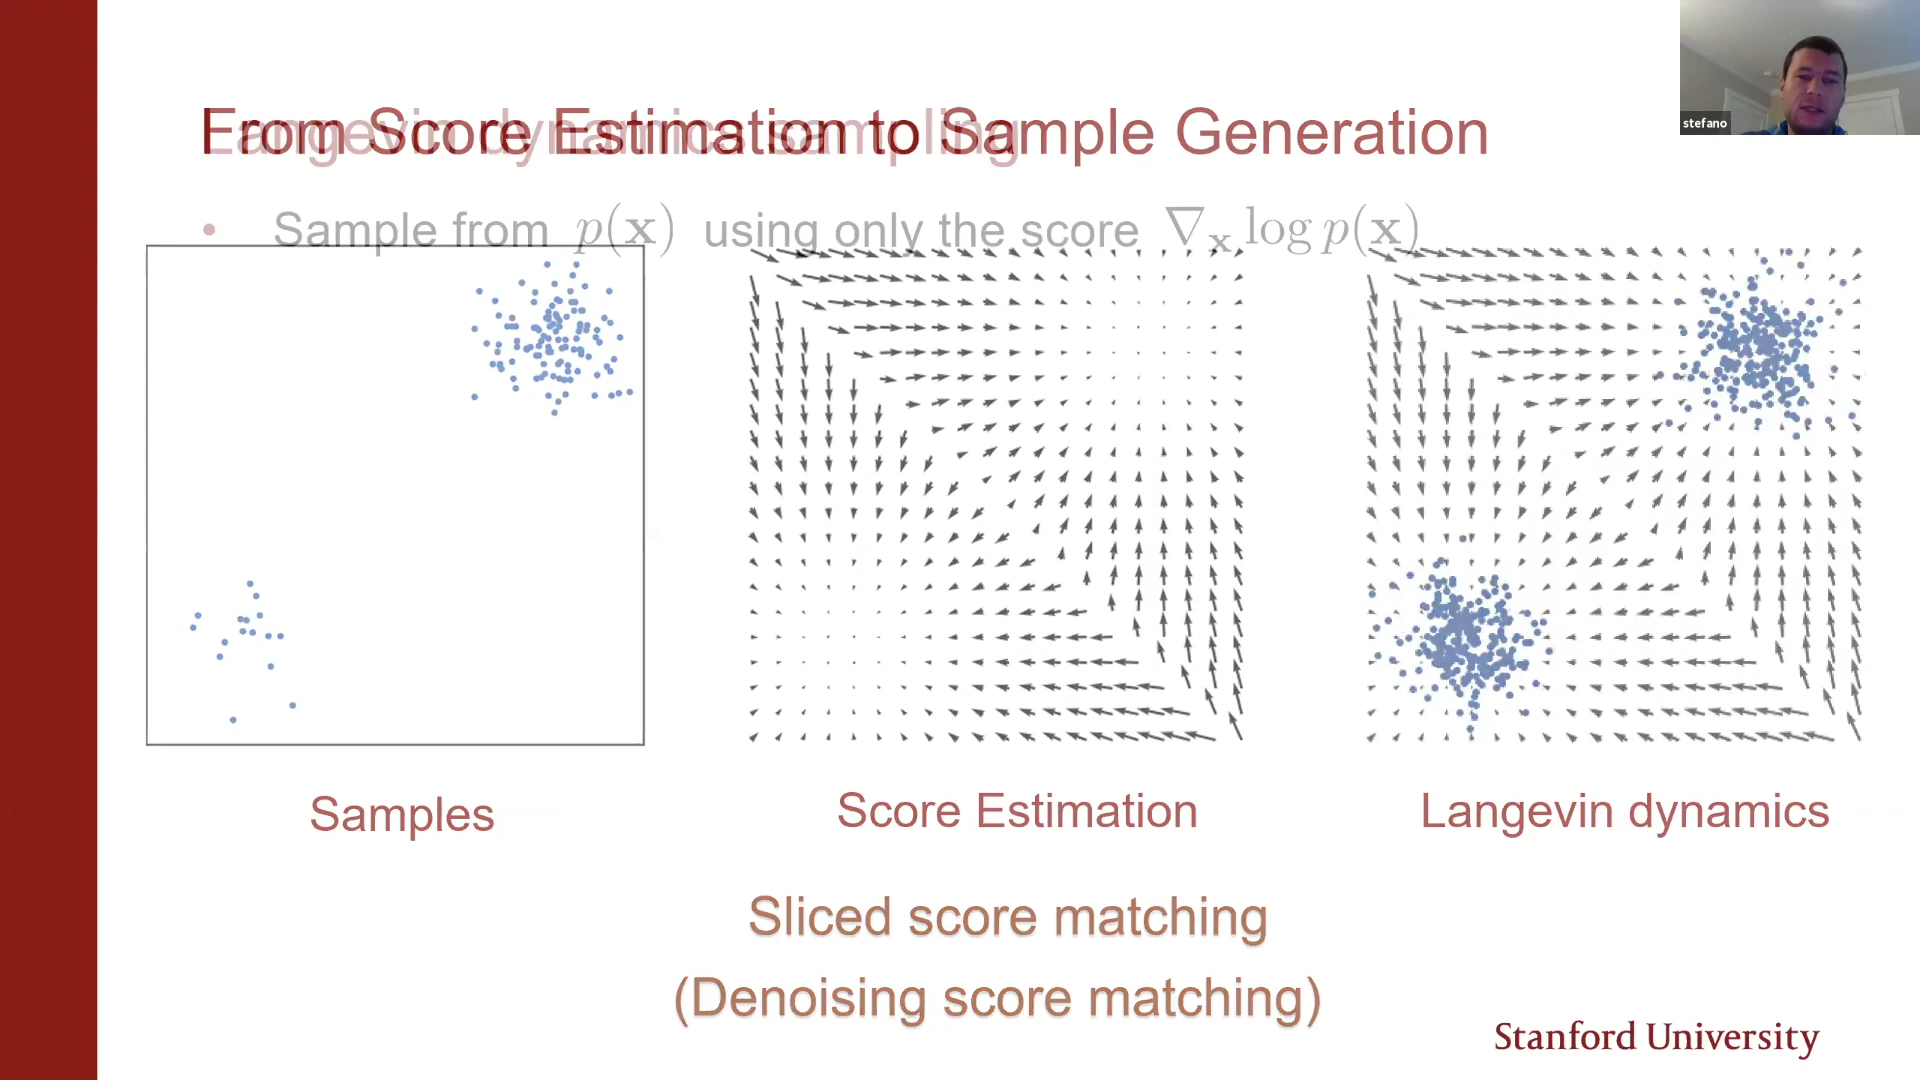 From Score Estimation to Sample Generation
Langevin dynamics sampling
• Sample from p(x) using only the score ∇ₓ log p(x)
stefano
Samples
Score Estimation
Langevin dynamics
Sliced score matching
(Denoising score matching)
Stanford University